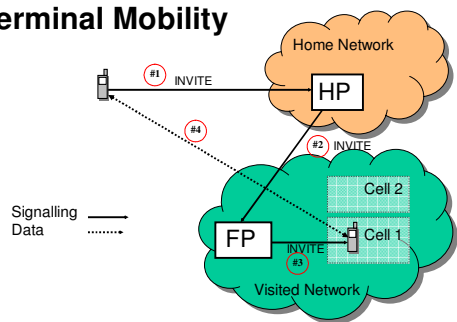 erminal Mobility
Home Network
#1
INVITE
HP
#4
#2
INVITE
Cell 2
Signalling
Data
FP
Cell 1
INVITE
#3
Visited Network